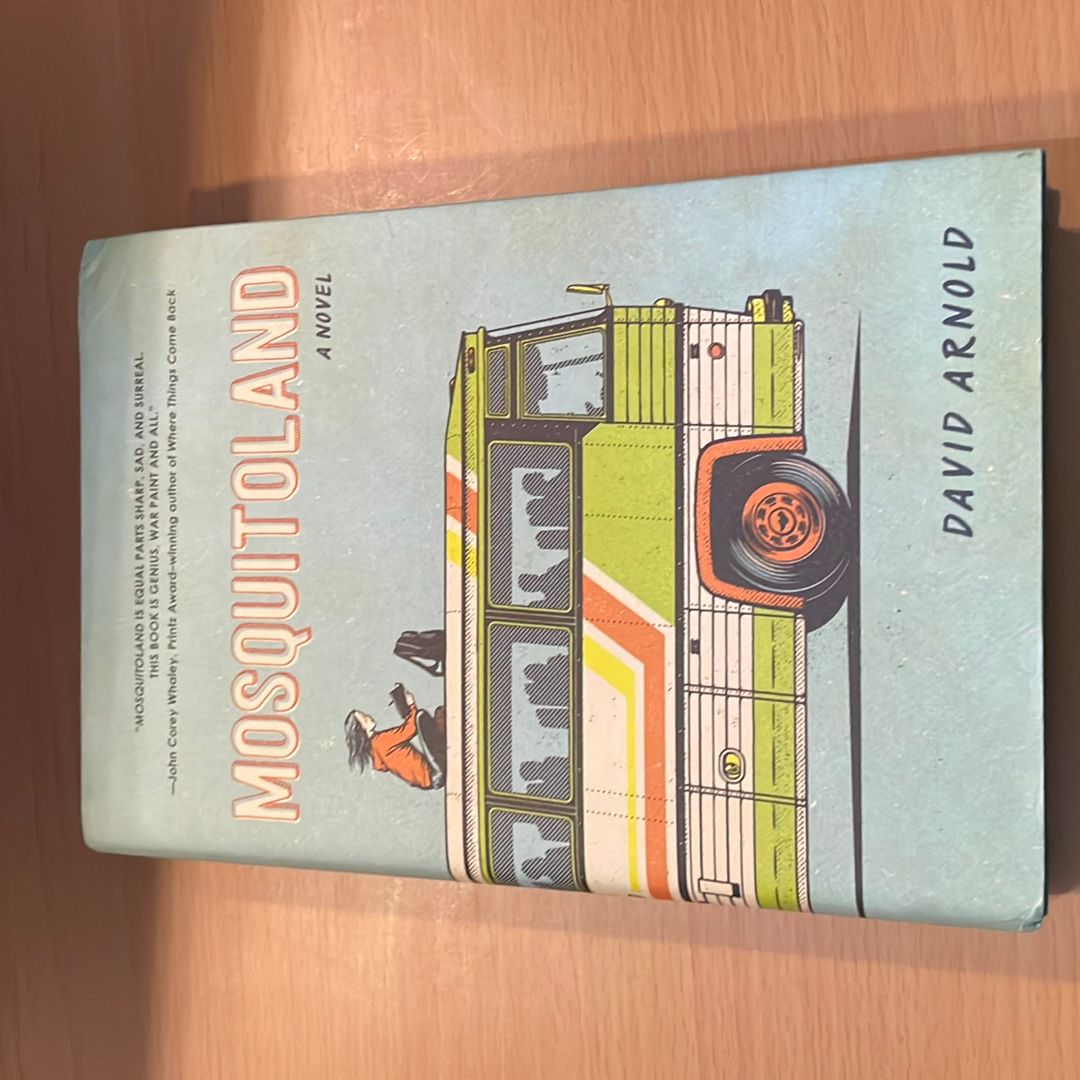 "MOSQUITOLAND IS EQUAL PARTS SHARP, SAD, AND SURREAL.
THIS BOOK IS GENIUS, WAR PAINT AND ALL."
—John Corey Whaley, Printz Award-winning author of Where Things Come Back
MOSQUITOLAND
A NOVEL
DAVID ARNOLD